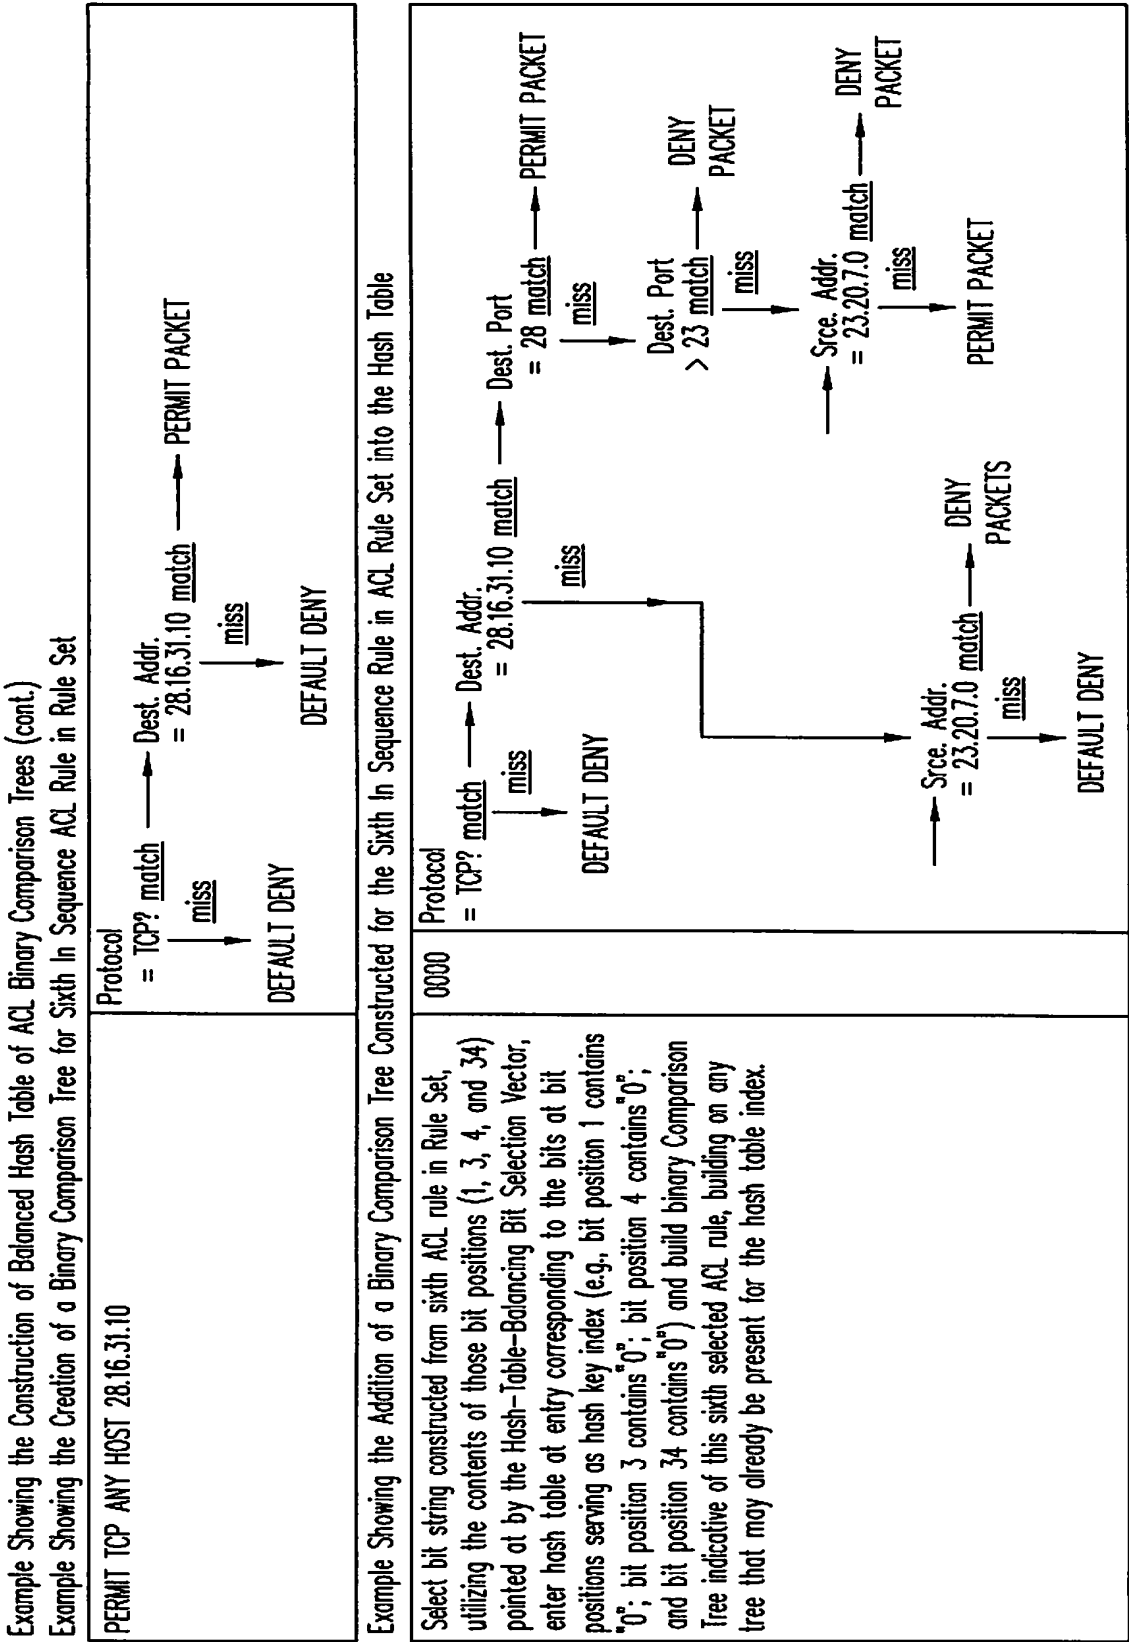 Example Showing the Construction of Balanced Hash Table of ACL Binary Comparison Trees (cont.)
Example Showing the Creation of a Binary Comparison Tree for Sixth In Sequence ACL Rule in Rule Set
PERMIT TCP ANY HOST 28.16.31.10
Protocol
= TCP? match
miss
DEFAULT DENY
Dest. Addr.
= 28.16.31.10 match
miss
DEFAULT DENY
PERMIT PACKET
Example Showing the Addition of a Binary Comparison Tree Constructed for the Sixth In Sequence Rule in ACL Rule Set into the Hash Table
Select bit string constructed from sixth ACL rule in Rule Set,
utilizing the contents of those bit positions (1, 3, 4, and 34)
pointed at by the Hash-Table-Balancing Bit Selection Vector,
enter hash table at entry corresponding to the bits at bit
positions serving as hash key index (e.g., bit position 1 contains
"0"; bit position 3 contains "0"; bit position 4 contains "0";
and bit position 34 contains "0") and build binary Comparison
Tree indicative of this sixth selected ACL rule, building on any
tree that may already be present for the hash table index.
0000
Protocol
= TCP? match
miss
DEFAULT DENY
Dest. Addr.
= 28.16.31.10 match
miss
Srce. Addr.
= 23.20.7.0 match
miss
DEFAULT DENY
DENY
PACKETS
Dest. Port
= 28 match
miss
PERMIT PACKET
Dest. Port
> 23 match
miss
DENY
PACKET
Srce. Addr.
= 23.20.7.0 match
miss
DENY
PACKET
PERMIT PACKET